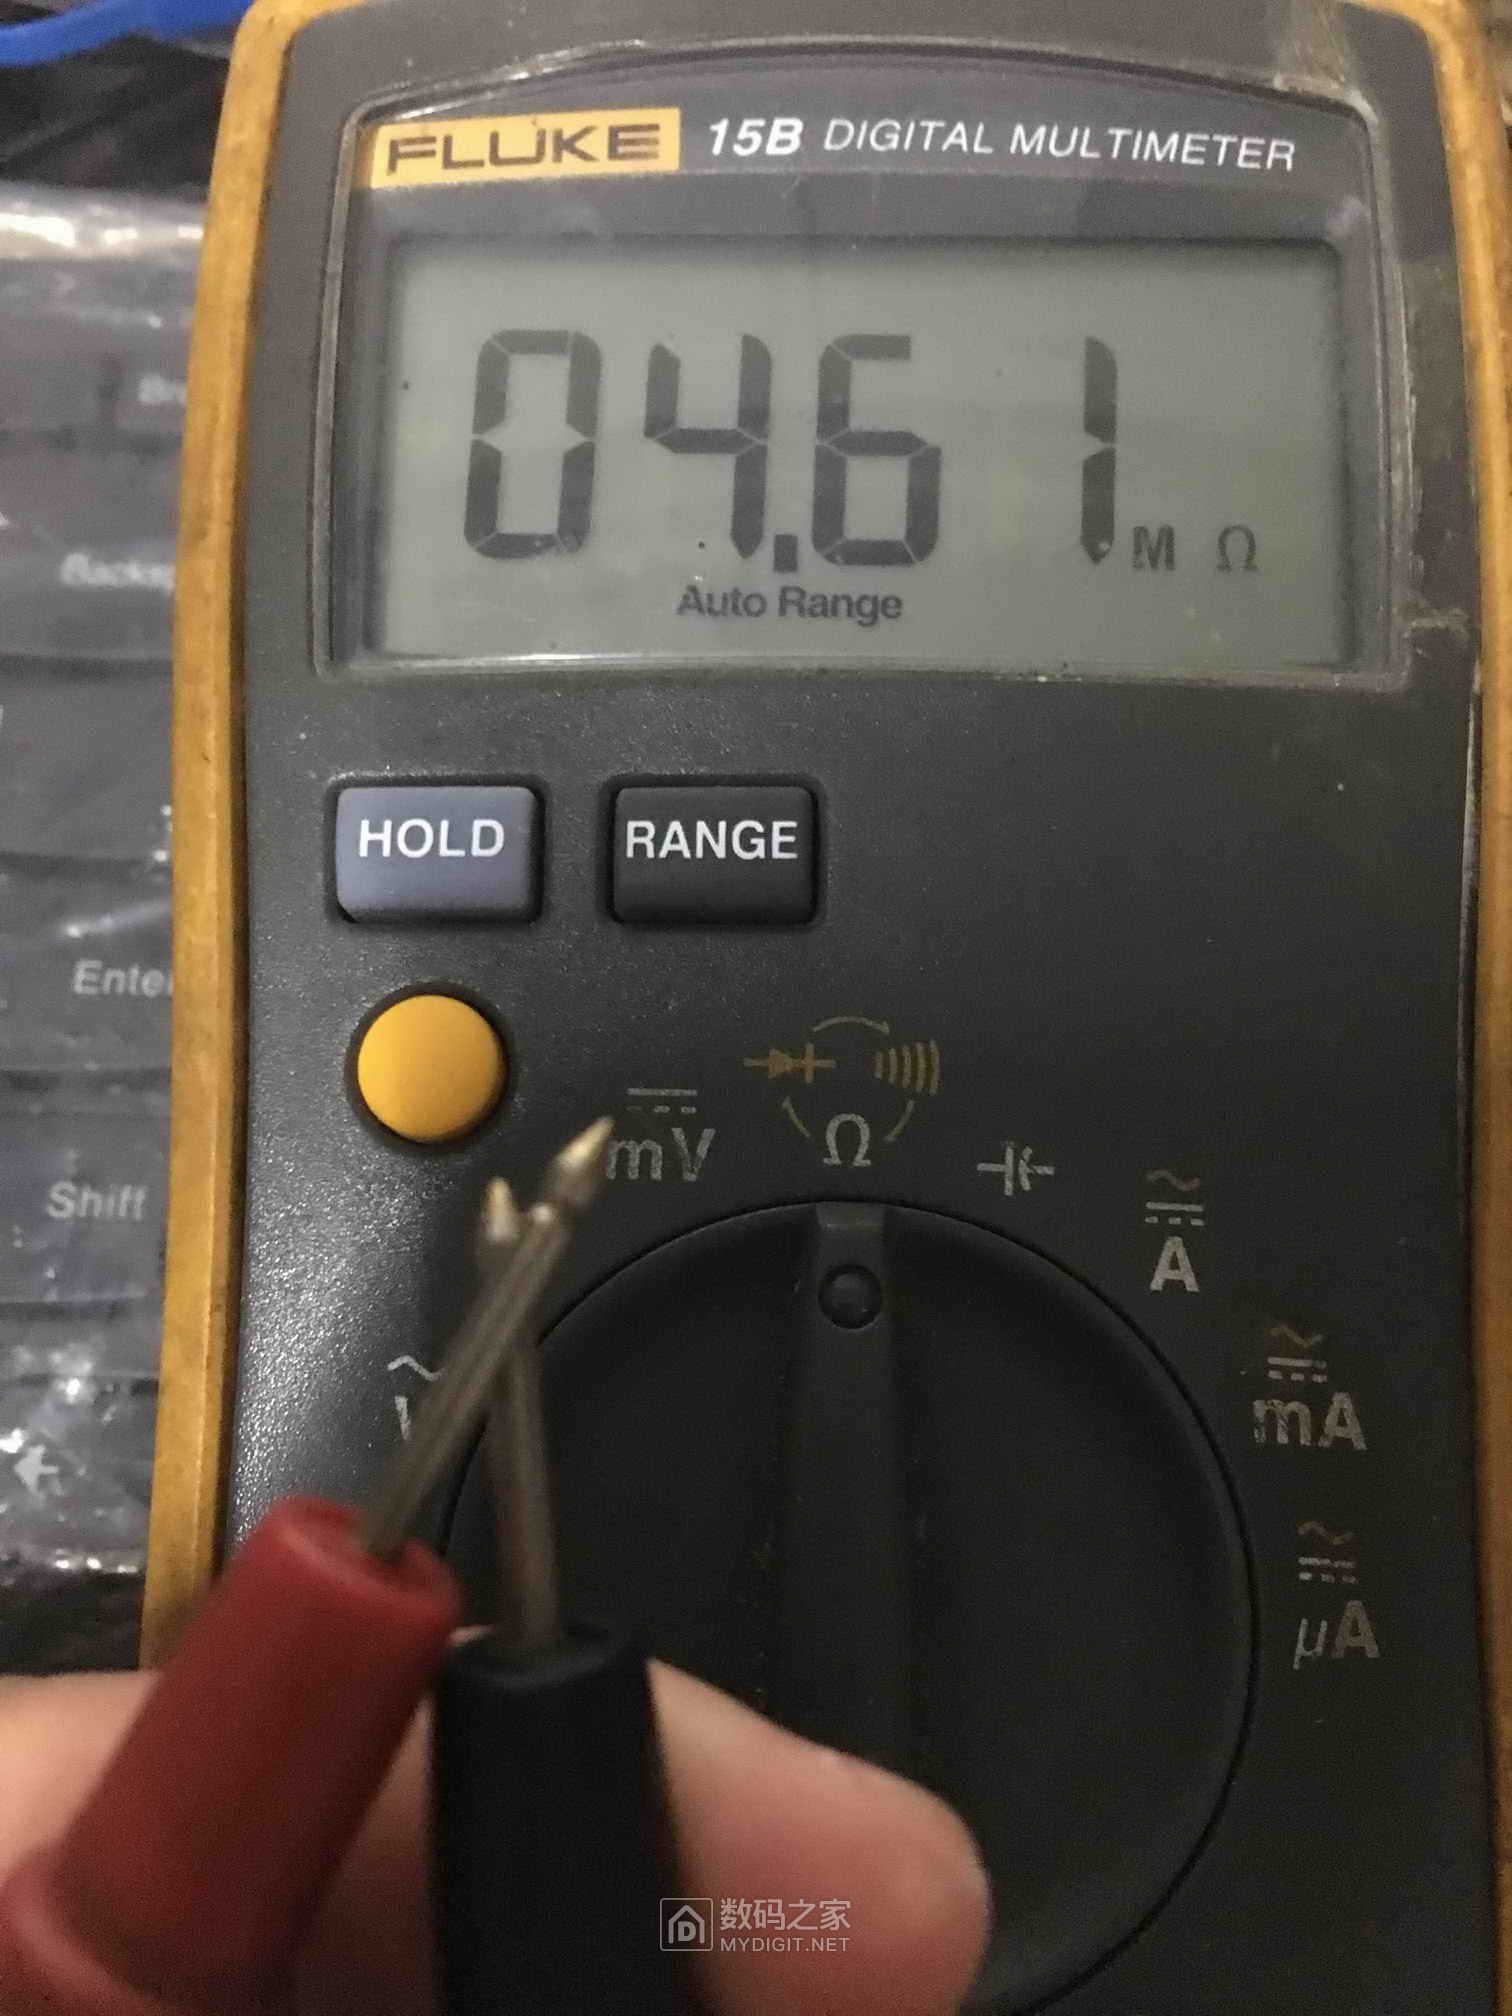 FLUKE 15B DIGITAL MULTIMETER
04.61 M Ω
Auto Range
HOLD RANGE
Enter
Shift
mV Ω
A
mA
µA
数码之家
MYDIGIT.NET